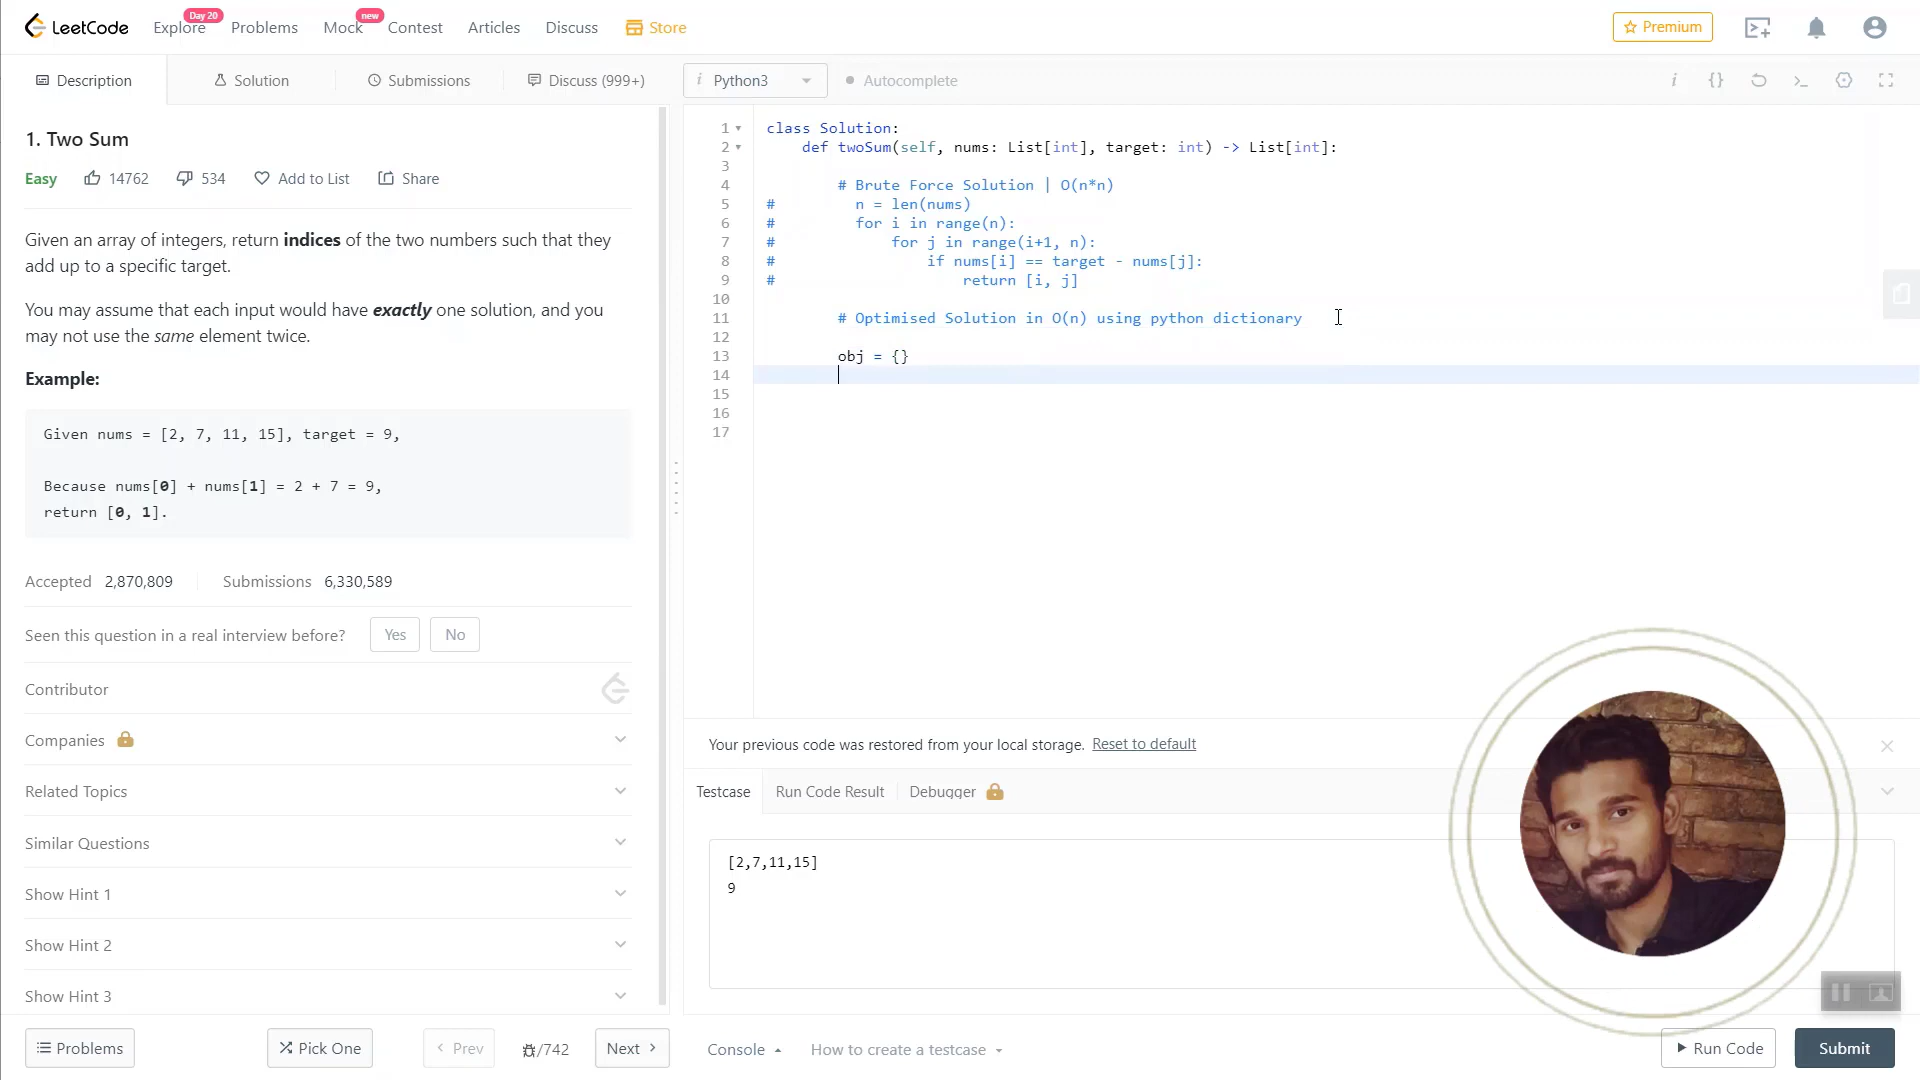 LeetCode Explore Day 20 Problems Mock new Contest Articles Discuss Store Premium
Description Solution Submissions Discuss (999+) i Python3 Autocomplete i {}
1. Two Sum
Easy 14762 534 Add to List Share
Given an array of integers, return indices of the two numbers such that they
add up to a specific target.
You may assume that each input would have exactly one solution, and you
may not use the same element twice.
Example:
Given nums = [2, 7, 11, 15], target = 9,
Because nums[0] + nums[1] = 2 + 7 = 9,
return [0, 1].
Accepted 2,870,809 Submissions 6,330,589
Seen this question in a real interview before? Yes No
Contributor
Companies
Related Topics
Similar Questions
Show Hint 1
Show Hint 2
Show Hint 3
Problems Pick One Prev /742 Next
1 class Solution:
2 def twoSum(self, nums: List[int], target: int) -> List[int]:
3
4 # Brute Force Solution | O(n*n)
5 # n = len(nums)
6 # for i in range(n):
7 # for j in range(i+1, n):
8 # if nums[i] == target - nums[j]:
9 # return [i, j]
10
11 # Optimised Solution in O(n) using python dictionary
12
13 obj = {}
14
15
16
17
Your previous code was restored from your local storage. Reset to default
Testcase Run Code Result Debugger
[2,7,11,15]
9
Console How to create a testcase Run Code Submit